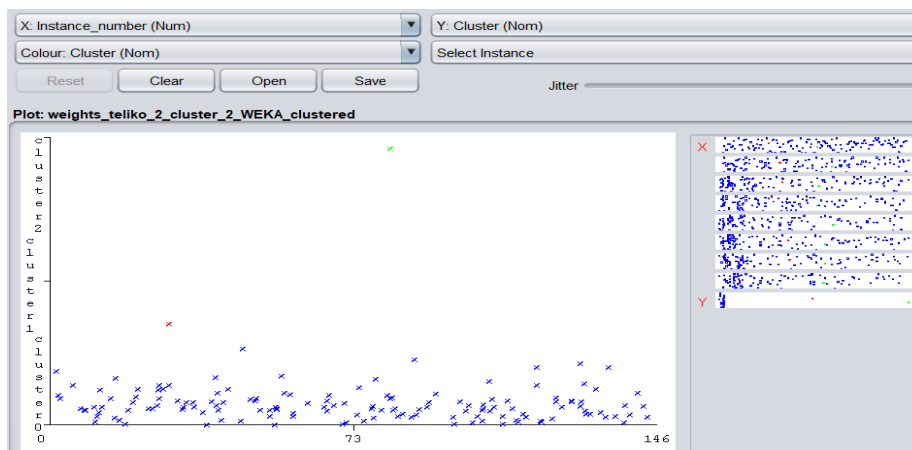 X: Instance_number (Num)
Y: Cluster (Nom)
Colour: Cluster (Nom)
Select Instance
Reset
Clear
Open
Save
Jitter
Plot: weights_teliko_2_cluster_2_WEKA_clustered
cluster2
cluster1
cluster0
0
73
146
X
Y